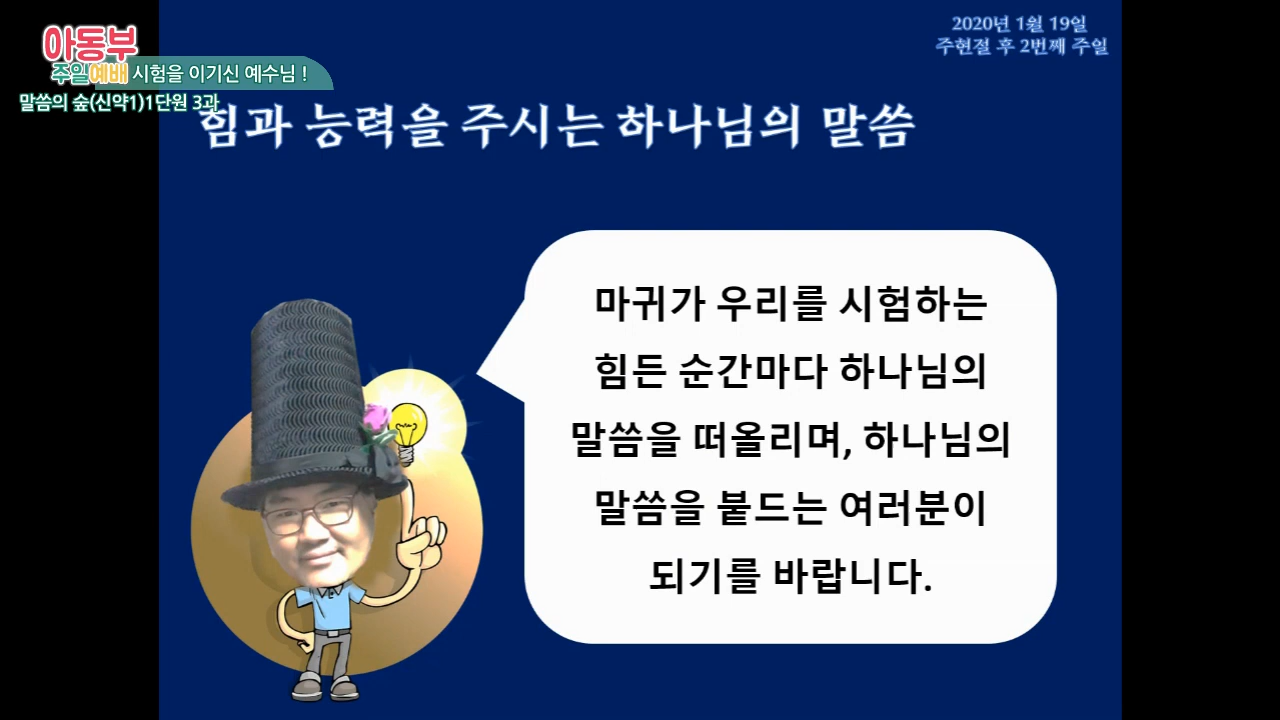 아동부
주일예배 시험을 이기신 예수님 !
말씀의 숲(신약1)1단원 3과
2020년 1월 19일
주현절 후 2번째 주일
힘과 능력을 주시는 하나님의 말씀
마귀가 우리를 시험하는
힘든 순간마다 하나님의
말씀을 떠올리며, 하나님의
말씀을 붙드는 여러분이
되기를 바랍니다.